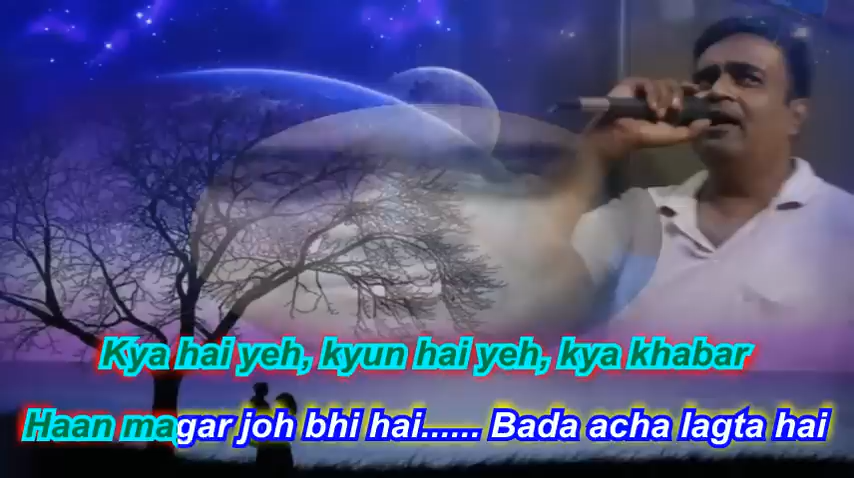 Kya hai yeh, kyun hai yeh, kya khabar
Haan magar joh bhi hai...... Bada acha lagta hai